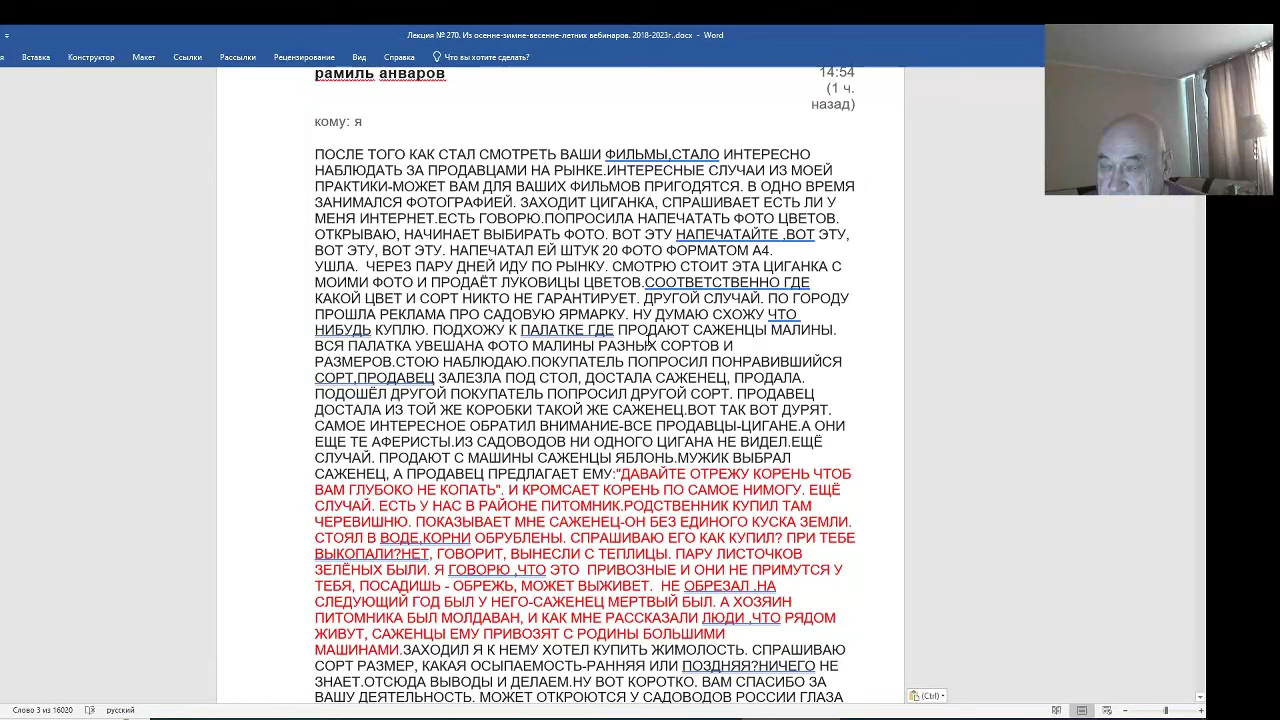 Лекция № 270. Из осенне-зимне-весенне-летних вебинаров. 2018-2023г..docx - Word
Вставка Конструктор Макет Ссылки Рассылки Рецензирование Вид Справка Что вы хотите сделать?
рамиль анваров
14:54
(1 ч.
назад)
кому: я
ПОСЛЕ ТОГО КАК СТАЛ СМОТРЕТЬ ВАШИ ФИЛЬМЫ,СТАЛО ИНТЕРЕСНО
НАБЛЮДАТЬ ЗА ПРОДАВЦАМИ НА РЫНКЕ.ИНТЕРЕСНЫЕ СЛУЧАИ ИЗ МОЕЙ
ПРАКТИКИ-МОЖЕТ ВАМ ДЛЯ ВАШИХ ФИЛЬМОВ ПРИГОДЯТСЯ. В ОДНО ВРЕМЯ
ЗАНИМАЛСЯ ФОТОГРАФИЕЙ. ЗАХОДИТ ЦИГАНКА, СПРАШИВАЕТ ЕСТЬ ЛИ У
МЕНЯ ИНТЕРНЕТ.ЕСТЬ ГОВОРЮ.ПОПРОСИЛА НАПЕЧАТАТЬ ФОТО ЦВЕТОВ.
ОТКРЫВАЮ, НАЧИНАЕТ ВЫБИРАТЬ ФОТО. ВОТ ЭТУ НАПЕЧАТАЙТЕ ,ВОТ ЭТУ,
ВОТ ЭТУ, ВОТ ЭТУ. НАПЕЧАТАЛ ЕЙ ШТУК 20 ФОТО ФОРМАТОМ А4.
УШЛА. ЧЕРЕЗ ПАРУ ДНЕЙ ИДУ ПО РЫНКУ. СМОТРЮ СТОИТ ЭТА ЦИГАНКА С
МОИМИ ФОТО И ПРОДАЁТ ЛУКОВИЦЫ ЦВЕТОВ.СООТВЕТСТВЕННО ГДЕ
КАКОЙ ЦВЕТ И СОРТ НИКТО НЕ ГАРАНТИРУЕТ. ДРУГОЙ СЛУЧАЙ. ПО ГОРОДУ
ПРОШЛА РЕКЛАМА ПРО САДОВУЮ ЯРМАРКУ. НУ ДУМАЮ СХОЖУ ЧТО
НИБУДЬ КУПЛЮ. ПОДХОЖУ К ПАЛАТКЕ ГДЕ ПРОДАЮТ САЖЕНЦЫ МАЛИНЫ.
ВСЯ ПАЛАТКА УВЕШАНА ФОТО МАЛИНЫ РАЗНЫХ СОРТОВ И
РАЗМЕРОВ.СТОЮ НАБЛЮДАЮ.ПОКУПАТЕЛЬ ПОПРОСИЛ ПОНРАВИВШИЙСЯ
СОРТ,ПРОДАВЕЦ ЗАЛЕЗЛА ПОД СТОЛ, ДОСТАЛА САЖЕНЕЦ, ПРОДАЛА.
ПОДОШЁЛ ДРУГОЙ ПОКУПАТЕЛЬ ПОПРОСИЛ ДРУГОЙ СОРТ. ПРОДАВЕЦ
ДОСТАЛА ИЗ ТОЙ ЖЕ КОРОБКИ ТАКОЙ ЖЕ САЖЕНЕЦ.ВОТ ТАК ВОТ ДУРЯТ.
САМОЕ ИНТЕРЕСНОЕ ОБРАТИЛ ВНИМАНИЕ-ВСЕ ПРОДАВЦЫ-ЦИГАНЕ.А ОНИ
ЕЩЕ ТЕ АФЕРИСТЫ.ИЗ САДОВОДОВ НИ ОДНОГО ЦИГАНА НЕ ВИДЕЛ.ЕЩЁ
СЛУЧАЙ. ПРОДАЮТ С МАШИНЫ САЖЕНЦЫ ЯБЛОНЬ.МУЖИК ВЫБРАЛ
САЖЕНЕЦ, А ПРОДАВЕЦ ПРЕДЛАГАЕТ ЕМУ:"ДАВАЙТЕ ОТРЕЖУ КОРЕНЬ ЧТОБ
ВАМ ГЛУБОКО НЕ КОПАТЬ". И КРОМСАЕТ КОРЕНЬ ПО САМОЕ НИМОГУ. ЕЩЁ
СЛУЧАЙ. ЕСТЬ У НАС В РАЙОНЕ ПИТОМНИК.РОДСТВЕННИК КУПИЛ ТАМ
ЧЕРЕВИШНЮ. ПОКАЗЫВАЕТ МНЕ САЖЕНЕЦ-ОН БЕЗ ЕДИНОГО КУСКА ЗЕМЛИ.
СТОЯЛ В ВОДЕ,КОРНИ ОБРУБЛЕНЫ. СПРАШИВАЮ ЕГО КАК КУПИЛ? ПРИ ТЕБЕ
ВЫКОПАЛИ?НЕТ, ГОВОРИТ, ВЫНЕСЛИ С ТЕПЛИЦЫ. ПАРУ ЛИСТОЧКОВ
ЗЕЛЁНЫХ БЫЛИ. Я ГОВОРЮ ,ЧТО ЭТО ПРИВОЗНЫЕ И ОНИ НЕ ПРИМУТСЯ У
ТЕБЯ, ПОСАДИШЬ - ОБРЕЖЬ, МОЖЕТ ВЫЖИВЕТ. НЕ ОБРЕЗАЛ ,НА
СЛЕДУЮЩИЙ ГОД БЫЛ У НЕГО-САЖЕНЕЦ МЕРТВЫЙ БЫЛ. А ХОЗЯИН
ПИТОМНИКА БЫЛ МОЛДАВАН, И КАК МНЕ РАССКАЗАЛИ ЛЮДИ ,ЧТО РЯДОМ
ЖИВУТ, САЖЕНЦЫ ЕМУ ПРИВОЗЯТ С РОДИНЫ БОЛЬШИМИ
МАШИНАМИ.ЗАХОДИЛ Я К НЕМУ ХОТЕЛ КУПИТЬ ЖИМОЛОСТЬ. СПРАШИВАЮ
СОРТ РАЗМЕР, КАКАЯ ОСЫПАЕМОСТЬ-РАННЯЯ ИЛИ ПОЗДНЯЯ?НИЧЕГО НЕ
ЗНАЕТ.ОТСЮДА ВЫВОДЫ И ДЕЛАЕМ.НУ ВОТ КОРОТКО. ВАМ СПАСИБО ЗА
ВАШУ ДЕЯТЕЛЬНОСТЬ. МОЖЕТ ОТКРОЮТСЯ У САДОВОДОВ РОССИИ ГЛАЗА
(Ctrl)
Слово 3 из 16020 русский